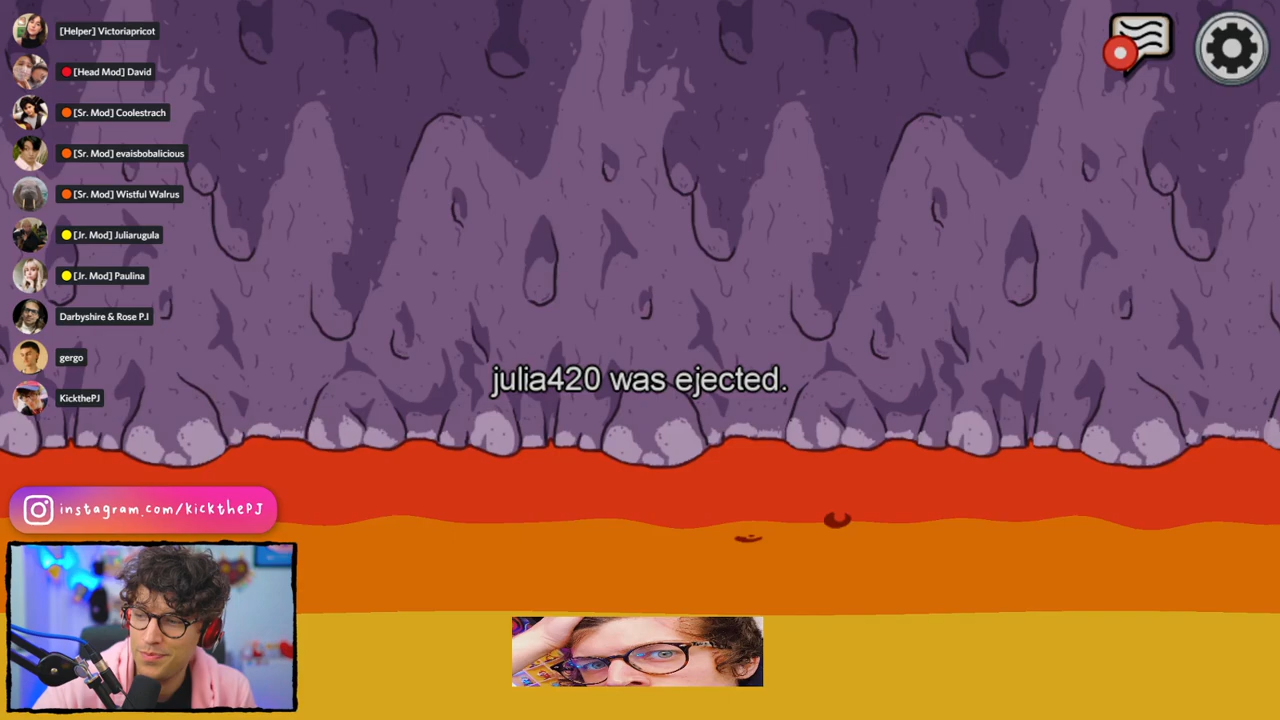 [Helper] Victoriapricot
[Head Mod] David
[Sr. Mod] Coolestrach
[Sr. Mod] evaisbobalicious
[Sr. Mod] Wistful Walrus
[Jr. Mod] Juliarugula
[Jr. Mod] Paulina
Darbyshire & Rose PJ
gergo
KickthePJ
julia420 was ejected.
instagram.com/kickthePJ